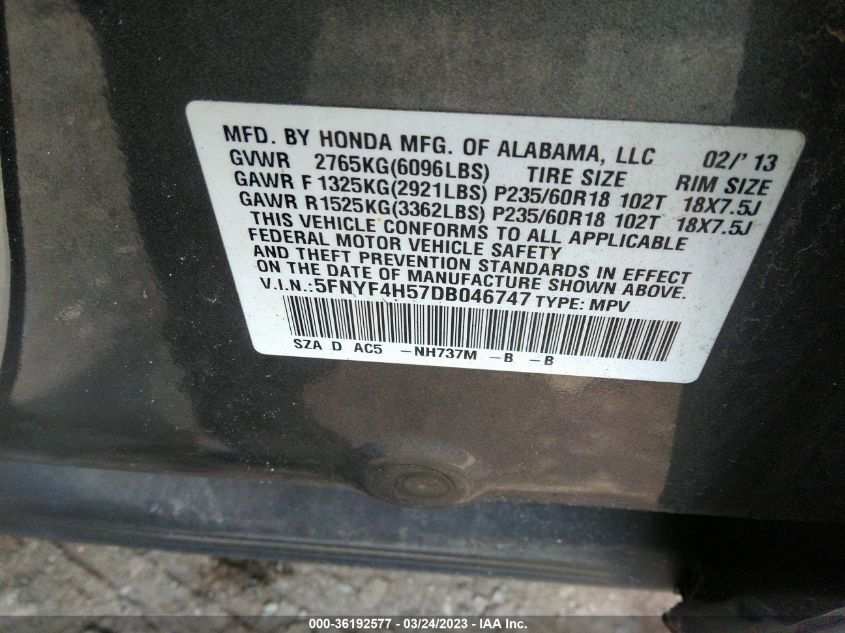 MFD. BY HONDA MFG. OF ALABAMA, LLC 02/' 13
GVWR 2765KG(6096LBS) TIRE SIZE RIM SIZE
GAWR F 1325KG(2921LBS) P235/60R18 102T 18X7.5J
GAWR R1525KG(3362LBS) P235/60R18 102T 18X7.5J
THIS VEHICLE CONFORMS TO ALL APPLICABLE
FEDERAL MOTOR VEHICLE SAFETY
AND THEFT PREVENTION STANDARDS IN EFFECT
ON THE DATE OF MANUFACTURE SHOWN ABOVE.
V.I.N.:5FNYF4H57DB046747 TYPE: MPV
SZA D AC5 -NH737M -B -B
000-36192577 - 03/24/2023 - IAA Inc.